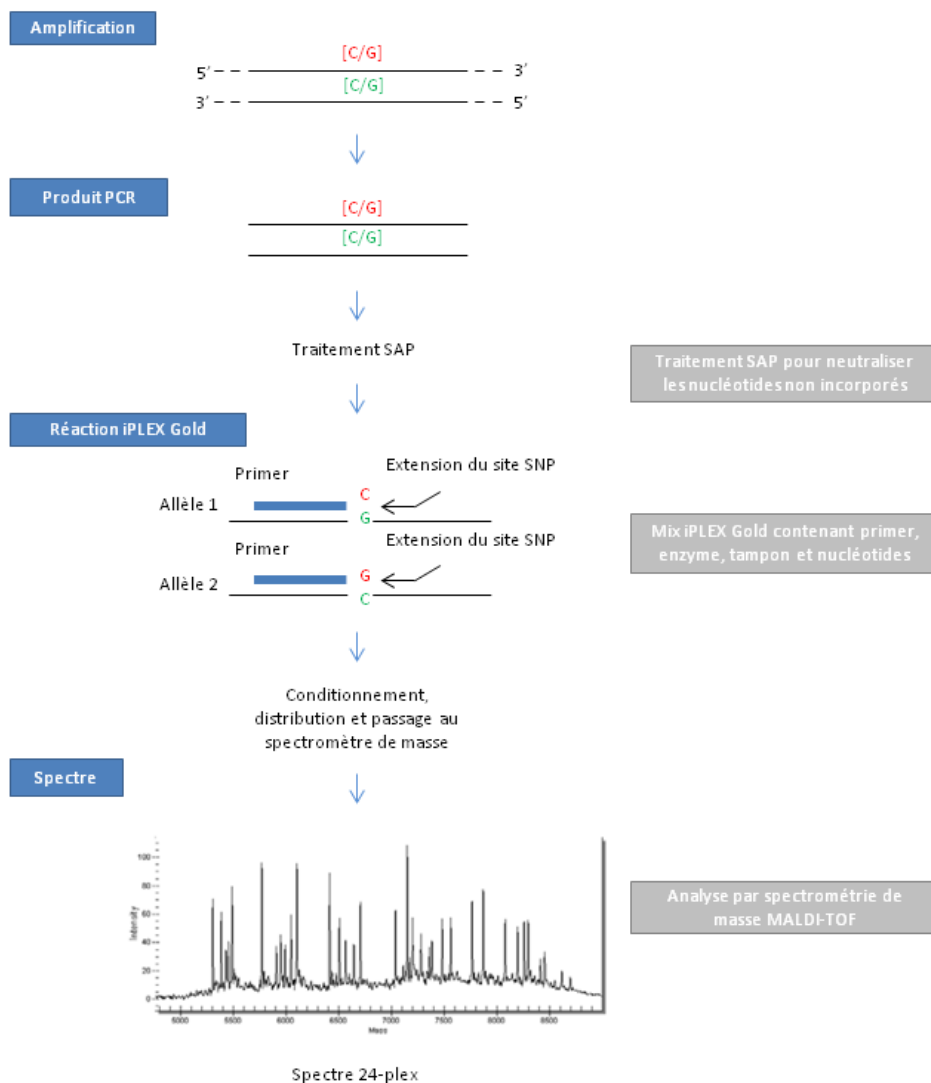 Amplification
[C/G]
5’
3’
[C/G]
3’
5’
Produit PCR
[C/G]
[C/G]
Traitement SAP
Traitement SAP pour neutraliser
les nucléotides non incorporés
Réaction iPLEX Gold
Primer
Extension du site SNP
Allèle 1
C
G
Primer
Extension du site SNP
Allèle 2
G
C
Mix iPLEX Gold contenant primer,
enzyme, tampon et nucléotides
Conditionnement,
distribution et passage au
spectromètre de masse
Spectre
100
80
60
40
20
0
Intensity
5000
5500
6000
6500
7000
7500
8000
8500
Mass
Analyse par spectrométrie de
masse MALDI-TOF
Spectre 24-plex